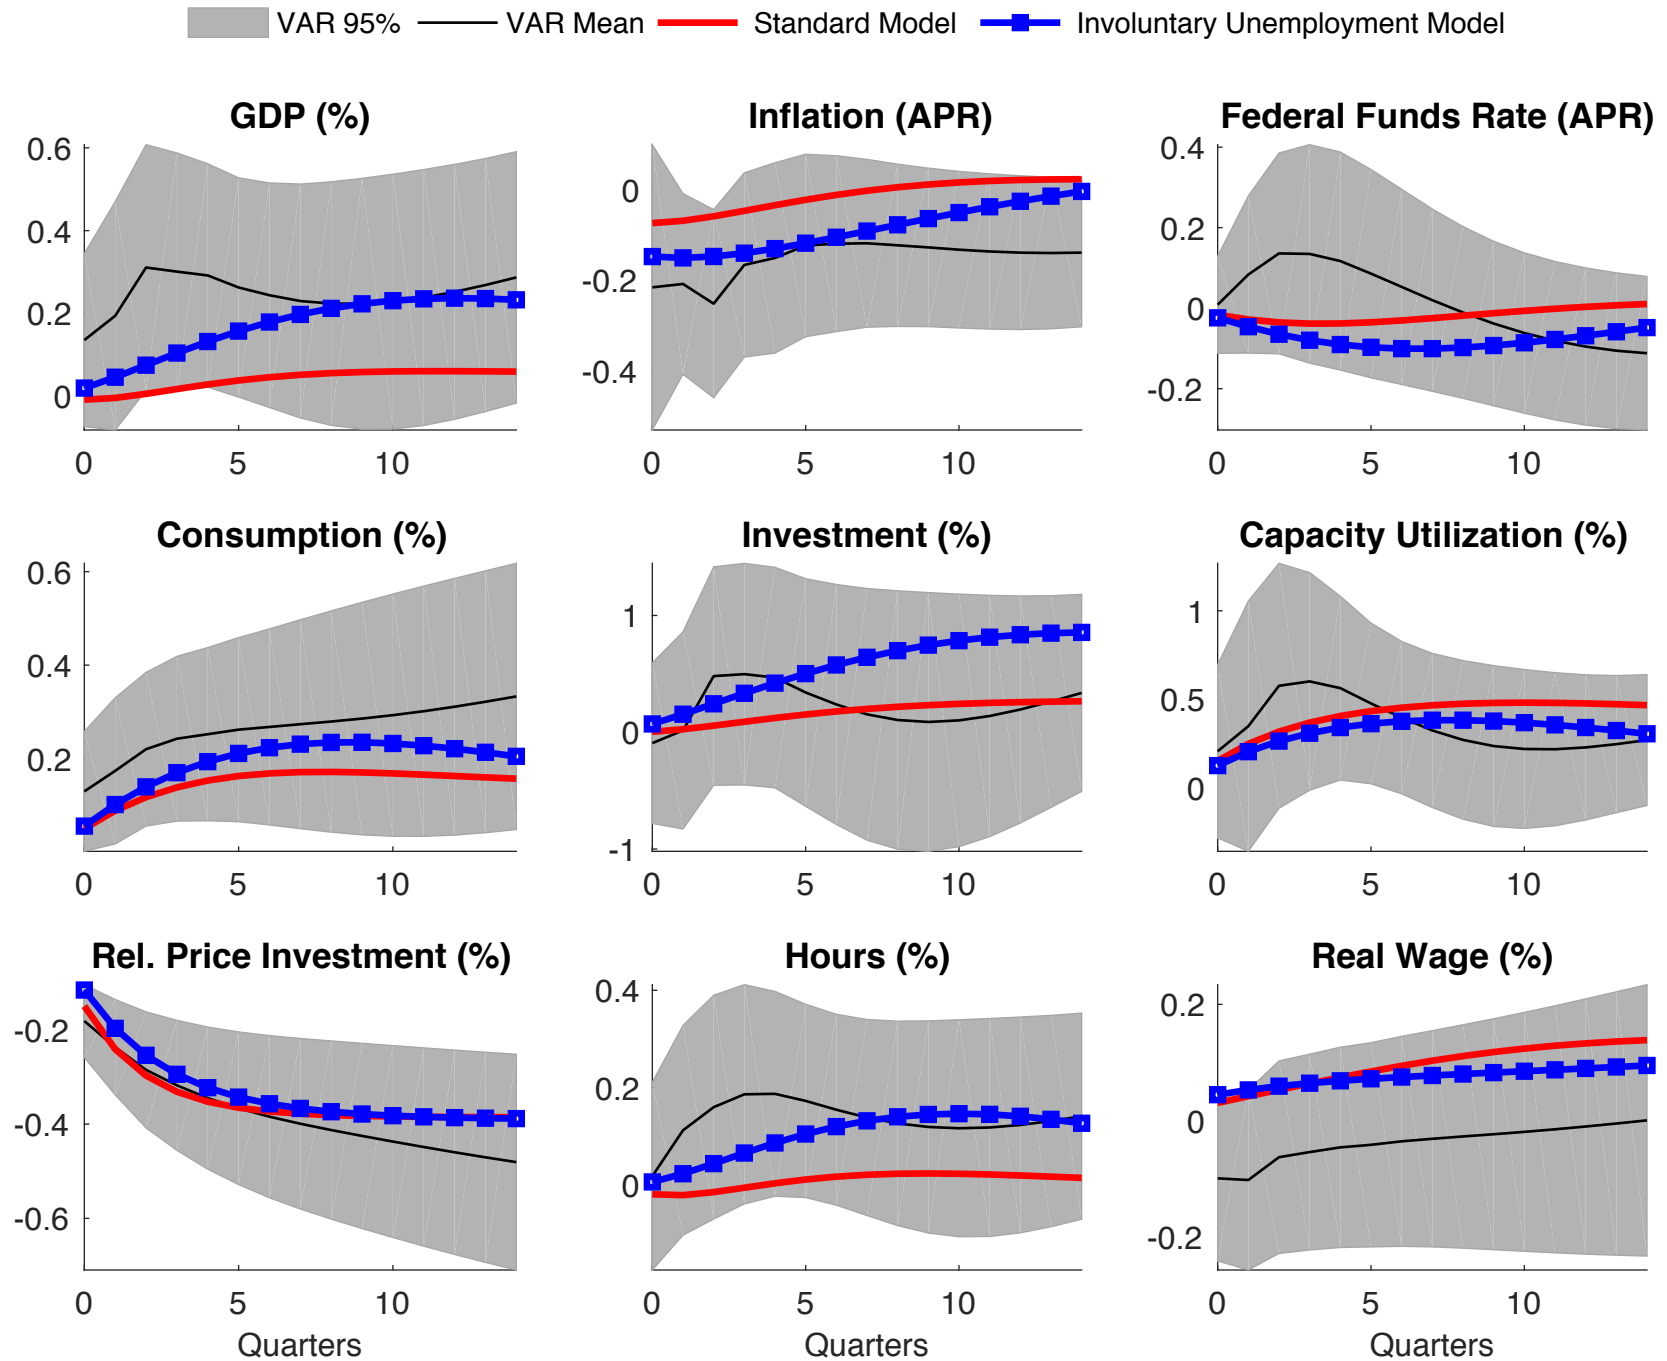 VAR 95% VAR Mean Standard Model Involuntary Unemployment Model
GDP (%) Inflation (APR) Federal Funds Rate (APR)
0.6
0.4
0.2
0
0 5 10
0
-0.2
-0.4
0 5 10
0.4
0.2
0
-0.2
0 5 10
Consumption (%) Investment (%) Capacity Utilization (%)
0.6
0.4
0.2
0 5 10
1
0
-1
0 5 10
1
0.5
0
0 5 10
Rel. Price Investment (%) Hours (%) Real Wage (%)
-0.2
-0.4
-0.6
0 5 10
Quarters
0.4
0.2
0
0 5 10
Quarters
0.2
0
-0.2
0 5 10
Quarters